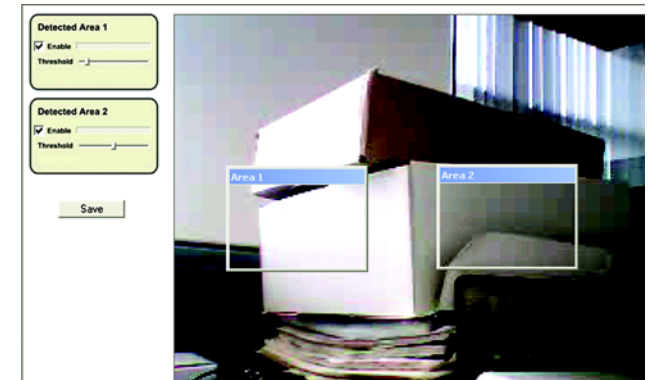 Detected Area 1
Enable
Threshold
Detected Area 2
Enable
Threshold
Save
Area 1
Area 2